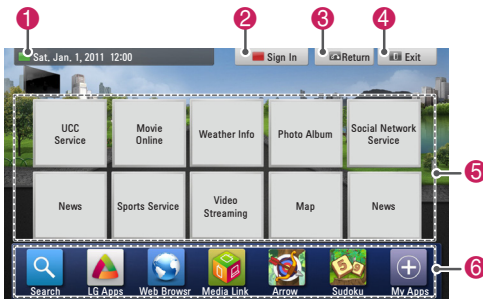 1 2 3 4
Sat. Jan. 1, 2011 12:00 Sign In Return Exit
UCC Service Movie Online Weather Info Photo Album Social Network Service
5
News Sports Service Video Streaming Map News
6
Search LG Apps Web Browsr Media Link Arrow Sudoku My Apps